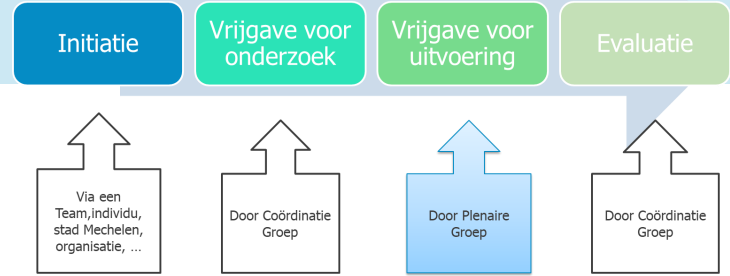 Initiatie
Vrijgave voor
onderzoek
Vrijgave voor
uitvoering
Evaluatie
Via een
Team,individu,
stad Mechelen,
organisatie, ...
Door Coördinatie
Groep
Door Plenaire
Groep
Door Coördinatie
Groep